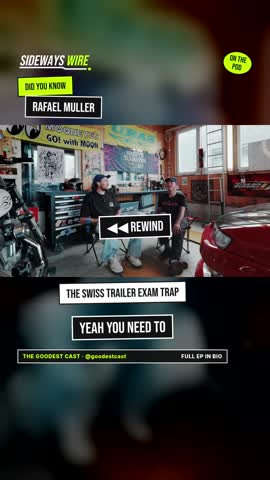 SIDEWAYS WIRE.
ON THE
POD
DID YOU KNOW
RAFAEL MULLER
MOONEYES
GO! with MOON
REWIND
THE SWISS TRAILER EXAM TRAP
YEAH YOU NEED TO
THE GOODEST CAST · @goodestcast
FULL EP IN BIO